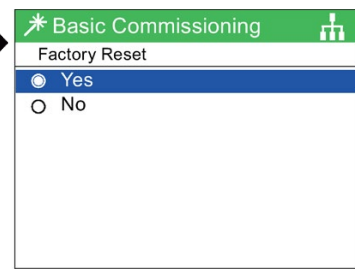 Basic Commissioning
Factory Reset
Yes
No